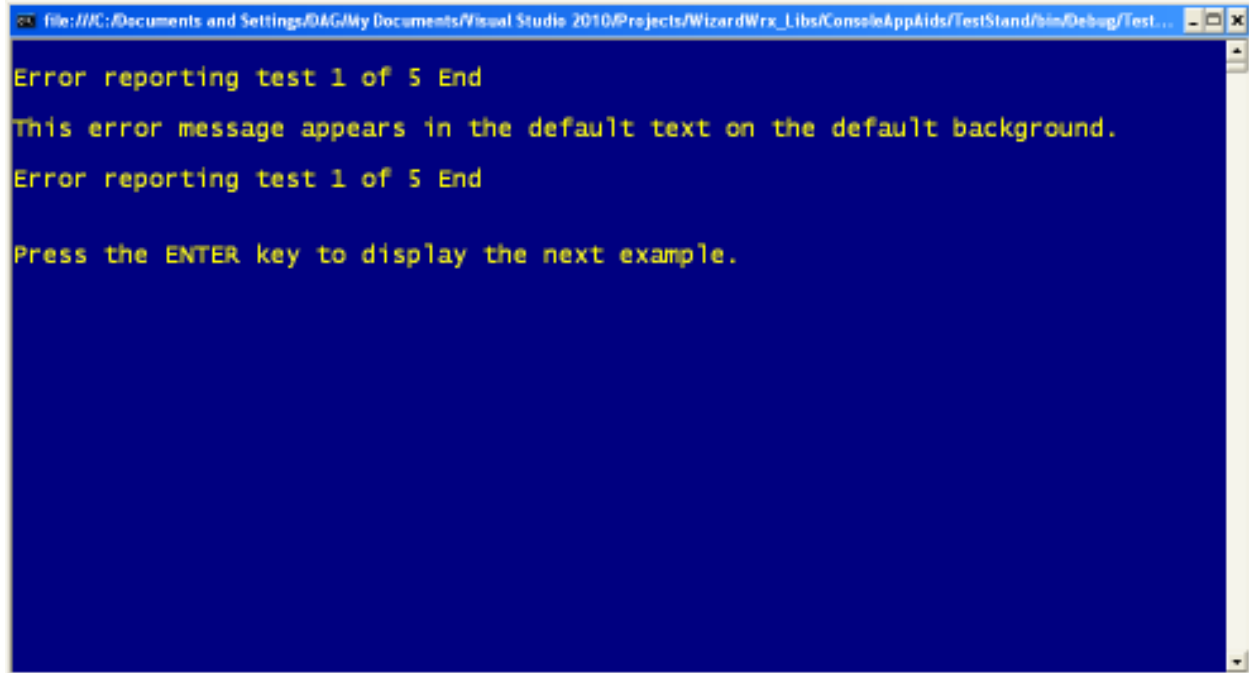 file:///C:/Documents and Settings/DAG/My Documents/Visual Studio 2010/Projects/WizardWrx_Libs/ConsoleAppAids/TestStand/bin/Debug/Test...
Error reporting test 1 of 5 End
This error message appears in the default text on the default background.
Error reporting test 1 of 5 End
Press the ENTER key to display the next example.